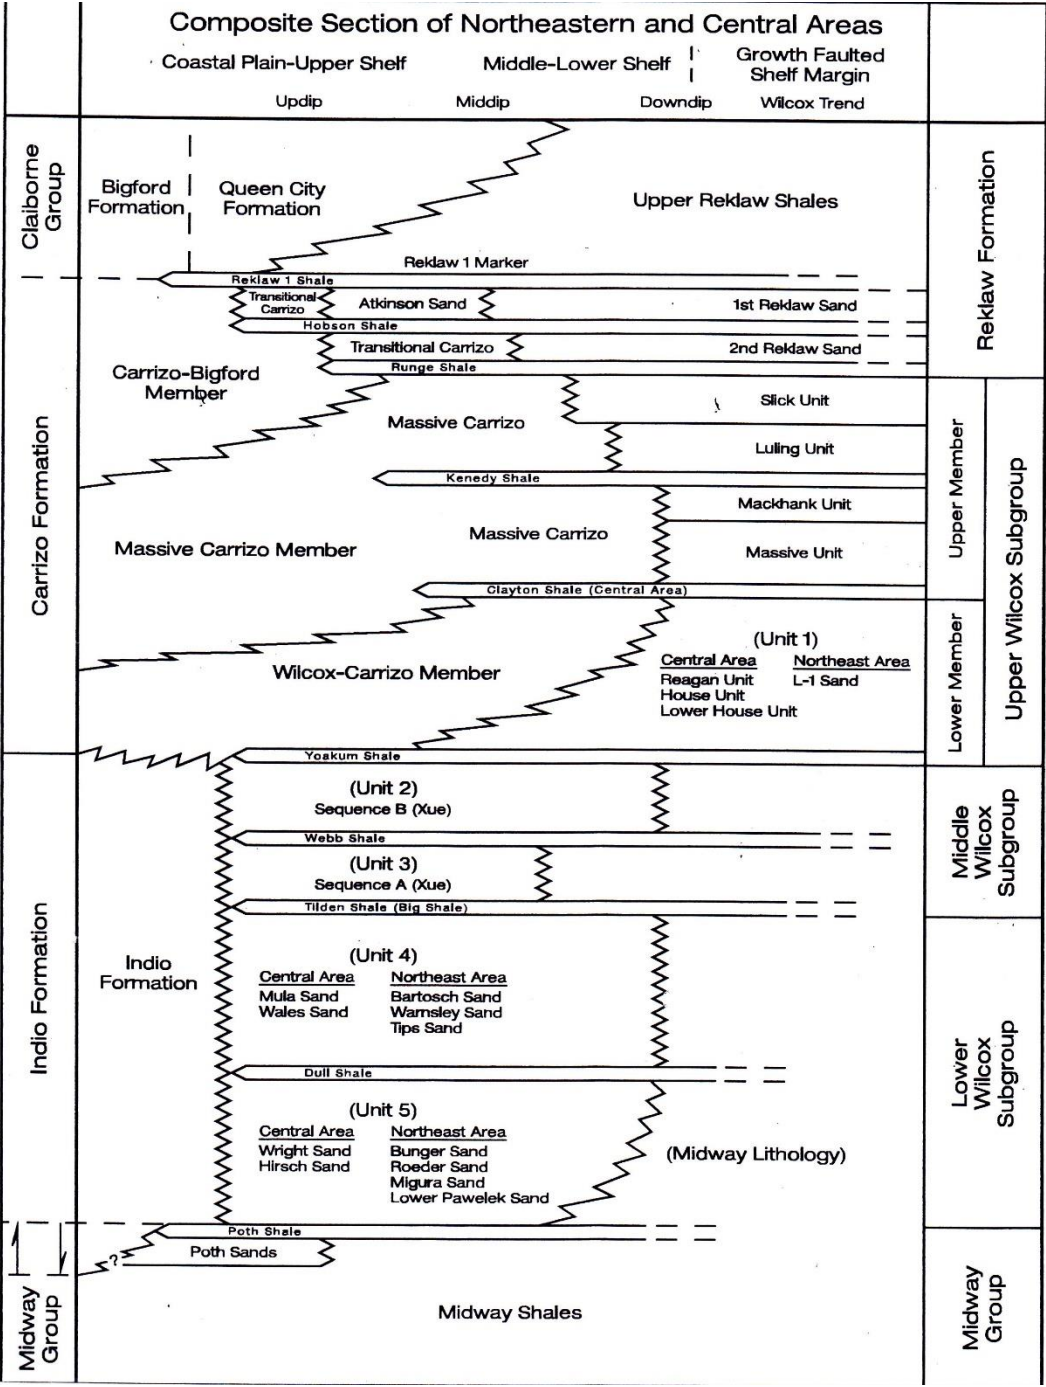 Composite Section of Northeastern and Central Areas
Coastal Plain-Upper Shelf
Middle-Lower Shelf
Growth Faulted
Shelf Margin
Updip
Middip
Downdip
Wilcox Trend
Claiborne
Group
Bigford
Formation
Queen City
Formation
Upper Reklaw Shales
Reklaw Formation
Reklaw 1 Marker
Reklaw 1 Shale
Transitional
Carrizo
Atkinson Sand
1st Reklaw Sand
Hobson Shale
Transitional Carrizo
2nd Reklaw Sand
Runge Shale
Carrizo-Bigford
Member
Carrizo Formation
Massive Carrizo
Slick Unit
Luling Unit
Kenedy Shale
Mackhank Unit
Massive Carrizo
Massive Carrizo Member
Massive Unit
Upper Member
Upper Wilcox Subgroup
Clayton Shale (Central Area)
(Unit 1)
Central Area
Northeast Area
Reagan Unit
L-1 Sand
House Unit
Lower House Unit
Wilcox-Carrizo Member
Lower Member
Yoakum Shale
(Unit 2)
Sequence B (Xue)
Webb Shale
(Unit 3)
Sequence A (Xue)
Tilden Shale (Big Shale)
Middle
Wilcox
Subgroup
Indio Formation
Indio
Formation
(Unit 4)
Central Area
Northeast Area
Mula Sand
Bartosch Sand
Wales Sand
Warnsley Sand
Tips Sand
Dull Shale
Lower
Wilcox
Subgroup
(Unit 5)
Central Area
Northeast Area
Wright Sand
Bunger Sand
Hirsch Sand
Roeder Sand
Migura Sand
Lower Pawelek Sand
(Midway Lithology)
Poth Shale
Poth Sands
?
Midway
Group
Midway Shales
Midway
Group